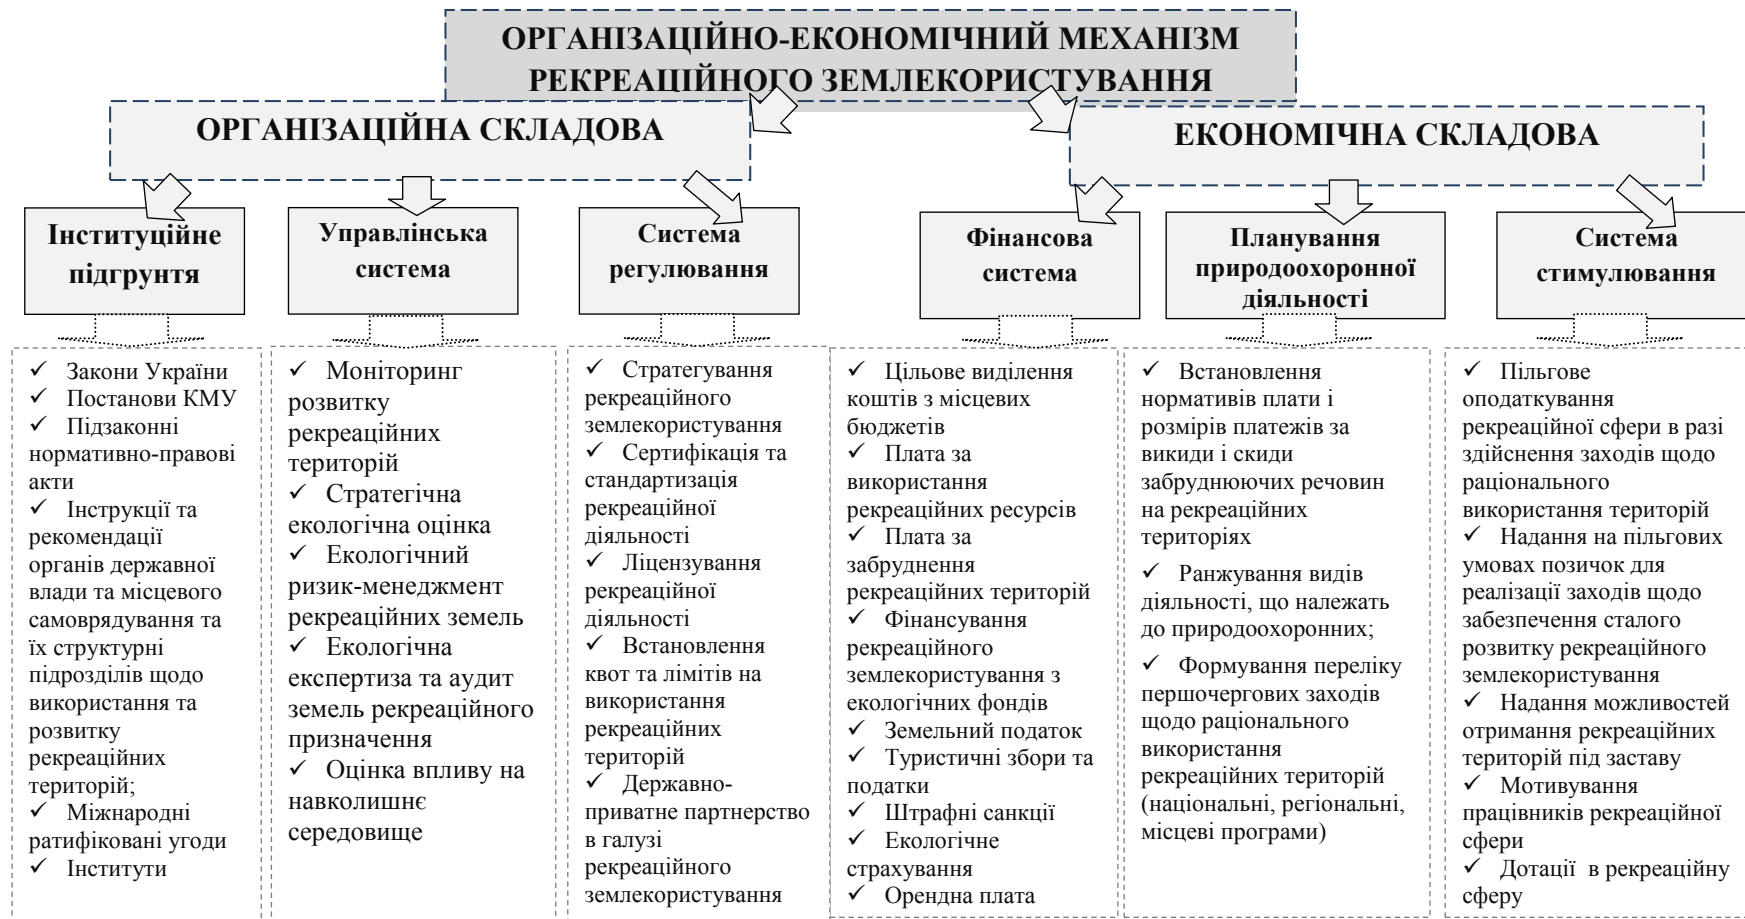 ОРГАНІЗАЦІЙНО-ЕКОНОМІЧНИЙ МЕХАНІЗМ
РЕКРЕАЦІЙНОГО ЗЕМЛЕКОРИСТУВАННЯ
ОРГАНІЗАЦІЙНА СКЛАДОВА
ЕКОНОМІЧНА СКЛАДОВА
Інституційне
підгрунтя
Управлінська
система
Система
регулювання
Фінансова
система
Планування
природоохоронної
діяльності
Система
стимулювання
✓ Закони України
✓ Постанови КМУ
✓ Підзаконні
нормативно-правові
акти
✓ Інструкції та
рекомендації
органів державної
влади та місцевого
самоврядування та
їх структурні
підрозділів щодо
використання та
розвитку
рекреаційних
територій;
✓ Міжнародні
ратифіковані угоди
✓ Інститути
✓ Моніторинг
розвитку
рекреаційних
територій
✓ Стратегічна
екологічна оцінка
✓ Екологічний
ризик-менеджмент
рекреаційних земель
✓ Екологічна
експертиза та аудит
земель рекреаційного
призначення
✓ Оцінка впливу на
навколишнє
середовище
✓ Стратегування
рекреаційного
землекористування
✓ Сертифікація та
стандартизація
рекреаційної
діяльності
✓ Ліцензування
рекреаційної
діяльності
✓ Встановлення
квот та лімітів на
використання
рекреаційних
територій
✓ Державно-
приватне партнерство
в галузі
рекреаційного
землекористування
✓ Цільове виділення
коштів з місцевих
бюджетів
✓ Плата за
використання
рекреаційних ресурсів
✓ Плата за
забруднення
рекреаційних територій
✓ Фінансування
рекреаційного
землекористування з
екологічних фондів
✓ Земельний податок
✓ Туристичні збори та
податки
✓ Штрафні санкції
✓ Екологічне
страхування
✓ Орендна плата
✓ Встановлення
нормативів плати і
розмірів платежів за
викиди і скиди
забруднюючих речовин
на рекреаційних
територіях
✓ Ранжування видів
діяльності, що належать
до природоохоронних;
✓ Формування переліку
першочергових заходів
щодо раціонального
використання
рекреаційних територій
(національні, регіональні,
місцеві програми)
✓ Пільгове
оподаткування
рекреаційної сфери в разі
здійснення заходів щодо
раціонального
використання територій
✓ Надання на пільгових
умовах позичок для
реалізації заходів щодо
забезпечення сталого
розвитку рекреаційного
землекористування
✓ Надання можливостей
отримання рекреаційних
територій під заставу
✓ Мотивування
працівників рекреаційної
сфери
✓ Дотації в рекреаційну
сферу